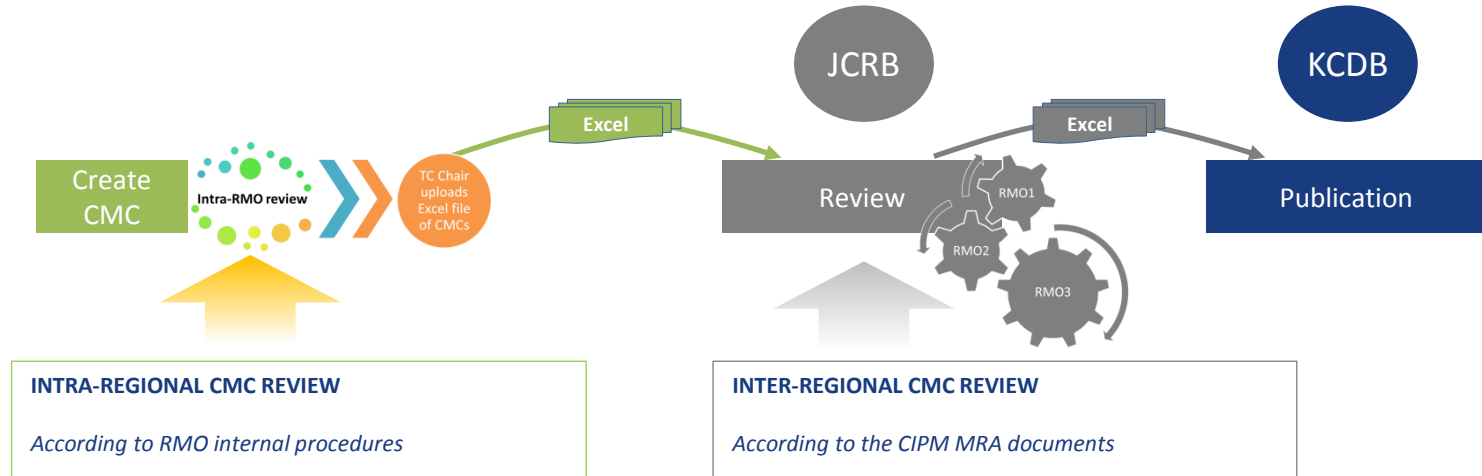 JCRB
KCDB
Excel
Excel
Create
CMC
Intra-RMO review
TC Chair
uploads
Excel file
of CMCs
Review
RMO1
RMO2
RMO3
Publication
INTRA-REGIONAL CMC REVIEW
According to RMO internal procedures
INTER-REGIONAL CMC REVIEW
According to the CIPM MRA documents